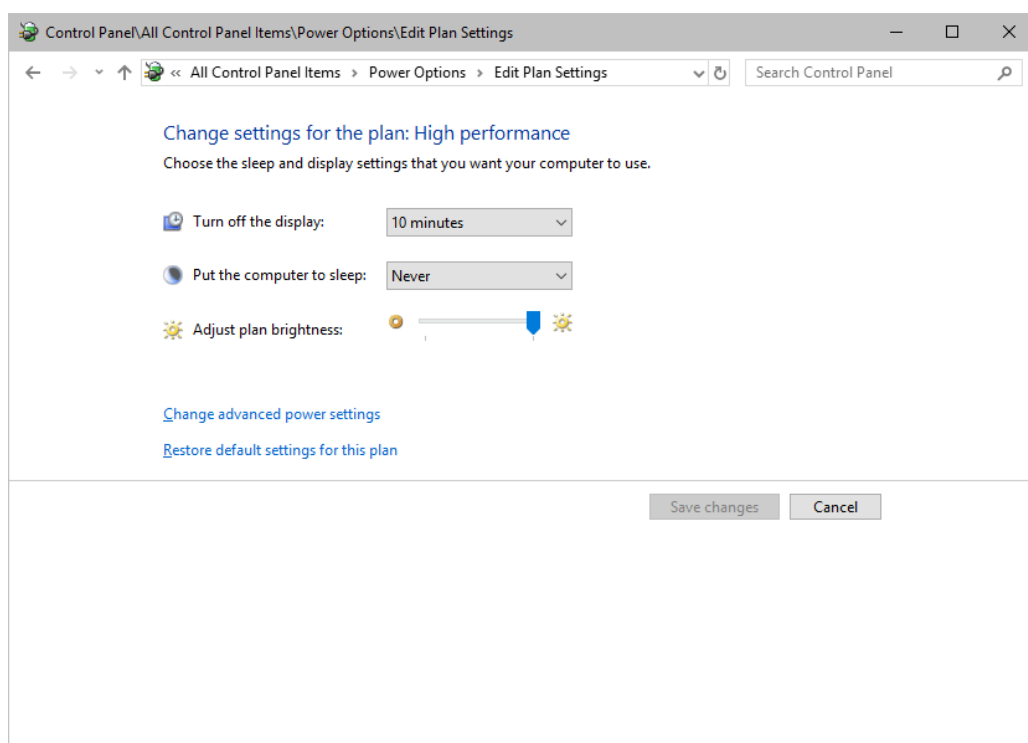 Control Panel\All Control Panel Items\Power Options\Edit Plan Settings
« All Control Panel Items > Power Options > Edit Plan Settings
Search Control Panel
Change settings for the plan: High performance
Choose the sleep and display settings that you want your computer to use.
Turn off the display: 10 minutes
Put the computer to sleep: Never
Adjust plan brightness:
Change advanced power settings
Restore default settings for this plan
Save changes Cancel